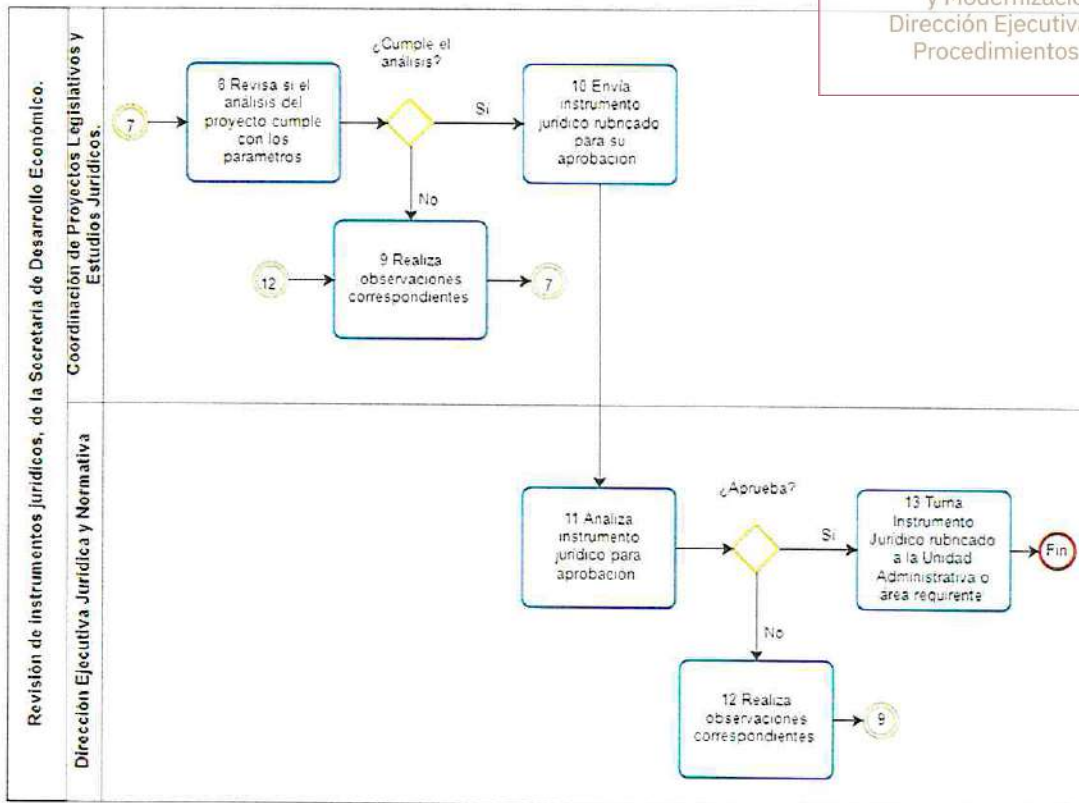 y Modernización
Dirección Ejecutiva
Procedimientos
Revisión de instrumentos jurídicos, de la Secretaría de Desarrollo Económico.
Coordinación de Proyectos Legislativos y
Estudios Jurídicos.
7
8 Revisa si el
análisis del
proyecto cumple
con los
parámetros
¿Cumple el
análisis?
Si
No
10 Envía
instrumento
jurídico rubricado
para su
aprobación
12
9 Realiza
observaciones
correspondientes
7
Dirección Ejecutiva Jurídica y Normativa
11 Analiza
instrumento
jurídico para
aprobación
¿Aprueba?
Si
No
13 Turna
Instrumento
Jurídico rubricado
a la Unidad
Administrativa o
área requirente
Fin
12 Realiza
observaciones
correspondientes
9